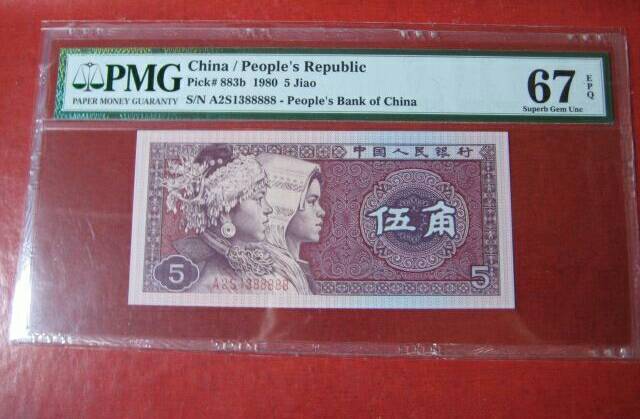 PMG
PAPER MONEY GUARANTY
China / People's Republic
Pick# 883b 1980 5 Jiao
S/N A2S1388888 - People's Bank of China
67 EPQ
Superb Gem Unc
中国人民银行
伍角
5
A2S1388888
5